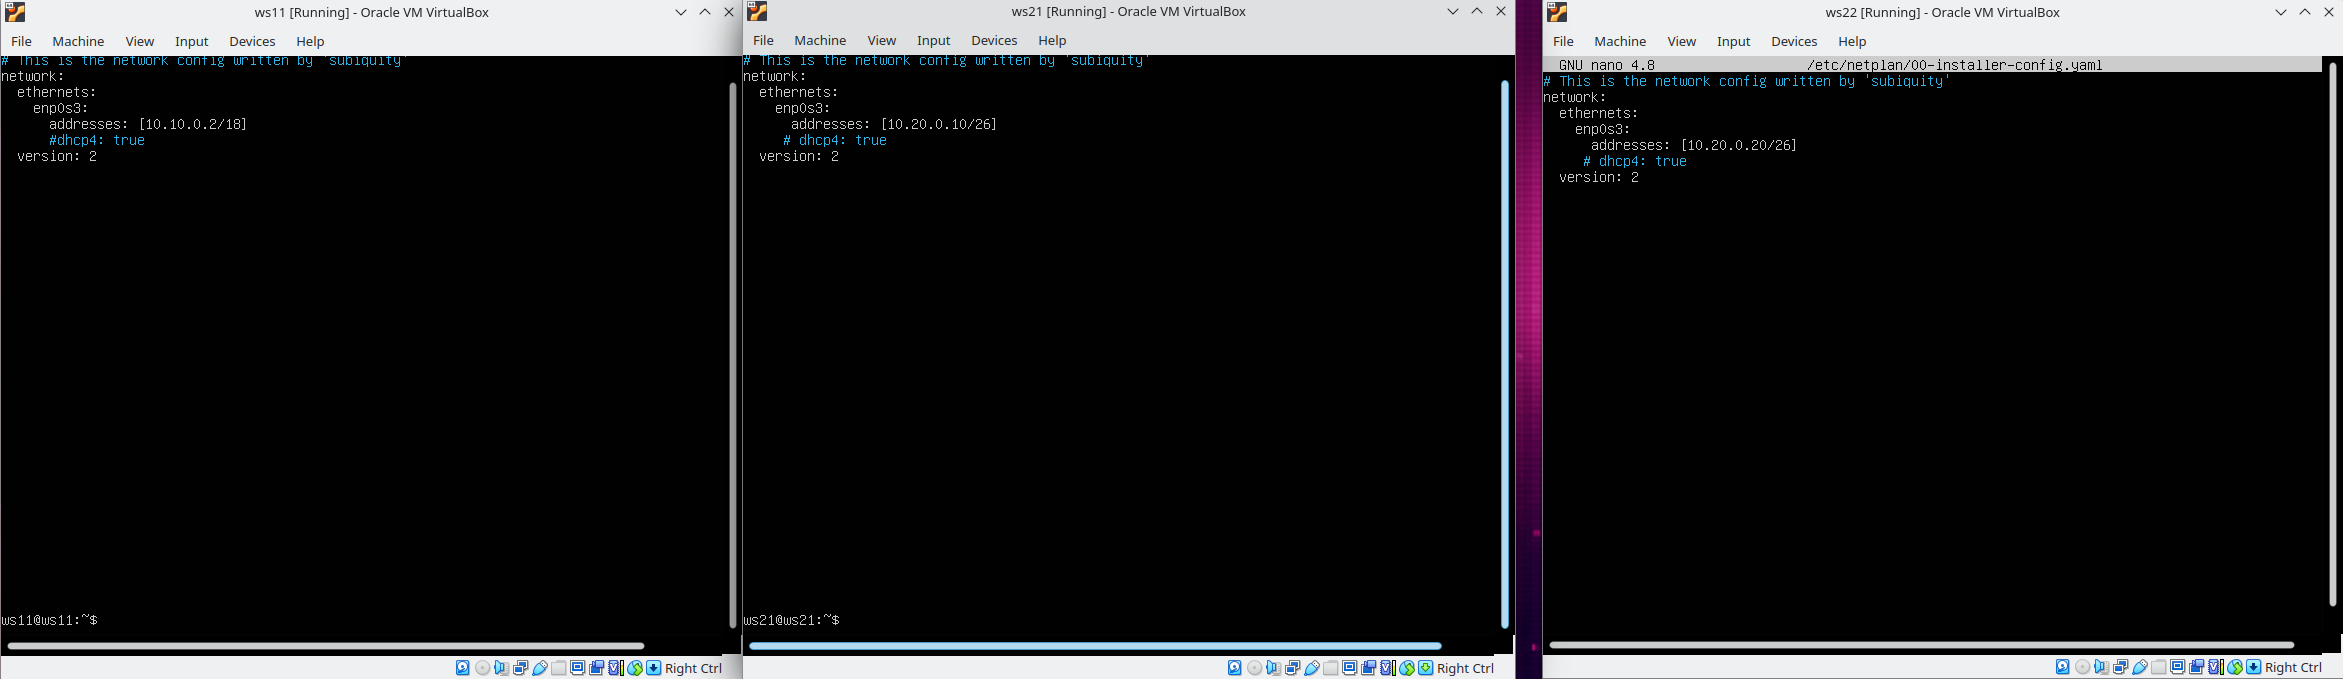 ws11 [Running] - Oracle VM VirtualBox
File Machine View Input Devices Help
# This is the network config written by 'subiquity'
network:
  ethernets:
    enp0s3:
      addresses: [10.10.0.2/18]
      #dhcp4: true
  version: 2
ws11@ws11:~$
Right Ctrl
ws21 [Running] - Oracle VM VirtualBox
File Machine View Input Devices Help
# This is the network config written by 'subiquity'
network:
  ethernets:
    enp0s3:
      addresses: [10.20.0.10/26]
     # dhcp4: true
  version: 2
ws21@ws21:~$
Right Ctrl
ws22 [Running] - Oracle VM VirtualBox
File Machine View Input Devices Help
GNU nano 4.8 /etc/netplan/00-installer-config.yaml
# This is the network config written by 'subiquity'
network:
  ethernets:
    enp0s3:
      addresses: [10.20.0.20/26]
     # dhcp4: true
  version: 2
Right Ctrl